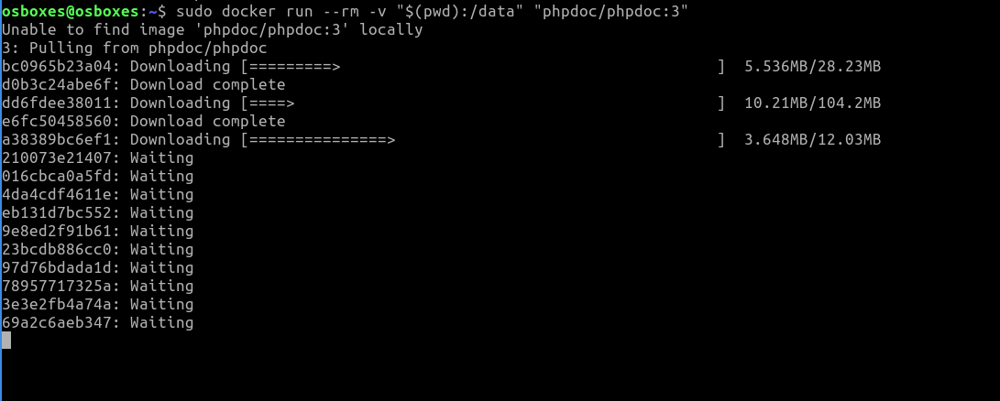 osboxes@osboxes:~$ sudo docker run --rm -v "$(pwd):/data" "phpdoc/phpdoc:3"
Unable to find image 'phpdoc/phpdoc:3' locally
3: Pulling from phpdoc/phpdoc
bc0965b23a04: Downloading [=========>                                         ]  5.536MB/28.23MB
d0b3c24abe6f: Download complete
dd6fdee38011: Downloading [====>                                              ]  10.21MB/104.2MB
e6fc50458560: Download complete
a38389bc6ef1: Downloading [===============>                                   ]  3.648MB/12.03MB
210073e21407: Waiting
016cbca0a5fd: Waiting
4da4cdf4611e: Waiting
eb131d7bc552: Waiting
9e8ed2f91b61: Waiting
23bcdb886cc0: Waiting
97d76bdada1d: Waiting
78957717325a: Waiting
3e3e2fb4a74a: Waiting
69a2c6aeb347: Waiting